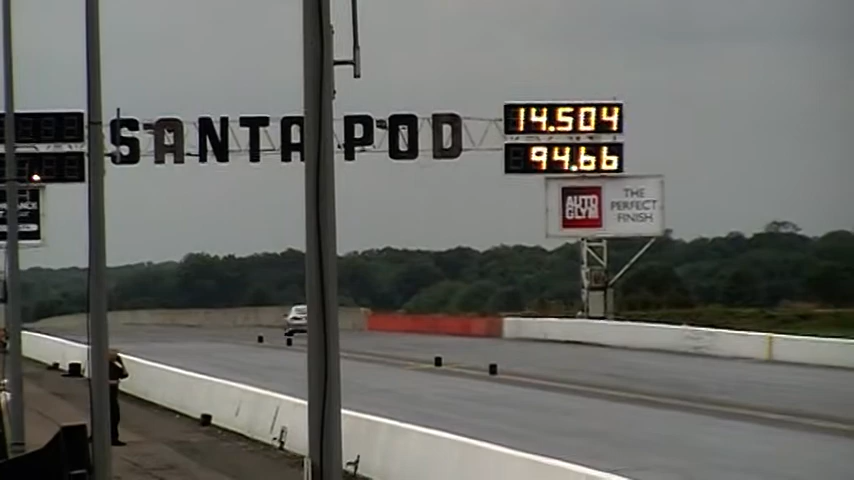 SANTA POD
14.504
94.66
AUTO
GLYM
THE
PERFECT
FINISH